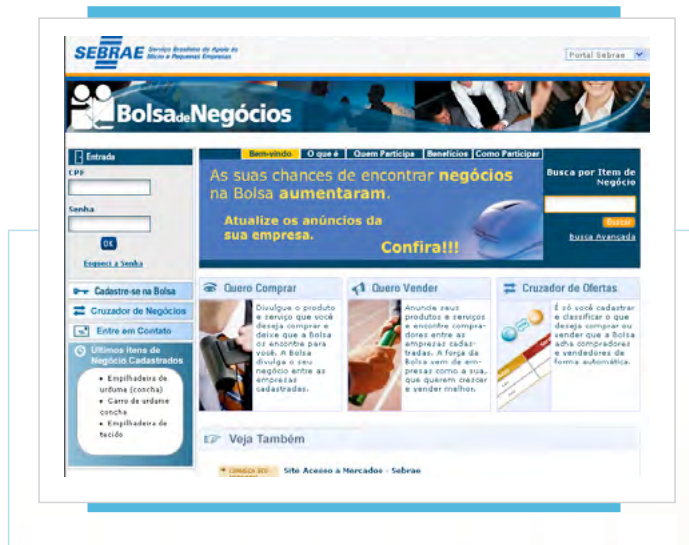 SEBRAE Serviço Brasileiro de Apoio às
Micro e Pequenas Empresas
Portal Sebrae
Bolsa de Negócios
Entrada
CPF
Senha
OK
Esqueci a Senha
Cadastre-se na Bolsa
Cruzador de Negócios
Entre em Contato
Últimos itens de
Negócio Cadastrados
• Empilhadeira de
urdume (concha)
• Carro de urdume
concha
• Empilhadeira de
tecido
Bem-vindo | O que é | Quem Participa | Benefícios | Como Participar
As suas chances de encontrar negócios
na Bolsa aumentaram.
Atualize os anúncios da
sua empresa.
Confira!!!
Busca por Item de
Negócio
Buscar
Busca Avançada
Quero Comprar
Divulgue o produto
e serviço que você
deseja comprar e
deixe que a Bolsa
os encontre para
você. A Bolsa
divulga o seu
negócio entre as
empresas
cadastradas.
Quero Vender
Anuncie seus
produtos e serviços
e encontre compra-
dores entre as
empresas cadas-
tradas. A força da
Bolsa vem de em-
presas como a sua,
que querem crescer
e vender melhor.
Cruzador de Ofertas
É só você cadastrar
e classificar o que
deseja comprar ou
vender que a Bolsa
acha compradores
e vendedores de
forma automática.
Veja Também
Site Acesso a Mercados - Sebrae